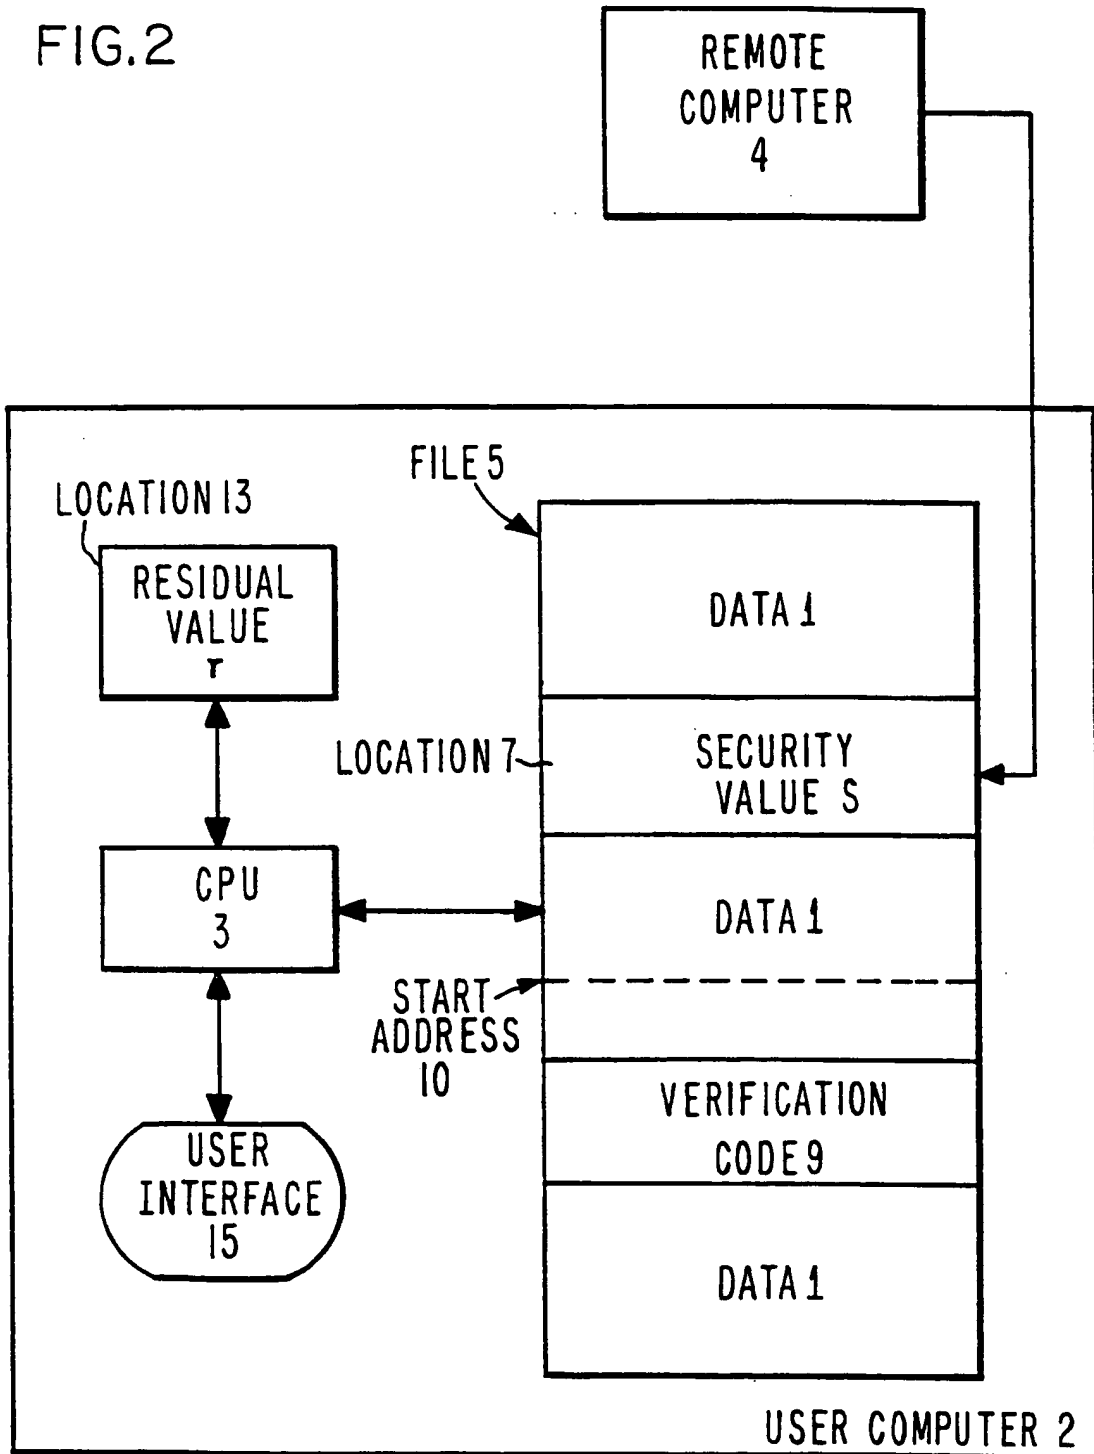 FIG.2
REMOTE
COMPUTER
4
FILE 5
LOCATION 13
RESIDUAL
VALUE
r
DATA 1
LOCATION 7
SECURITY
VALUE S
CPU
3
DATA 1
START
ADDRESS
10
VERIFICATION
CODE 9
USER
INTERFACE
15
DATA 1
USER COMPUTER 2